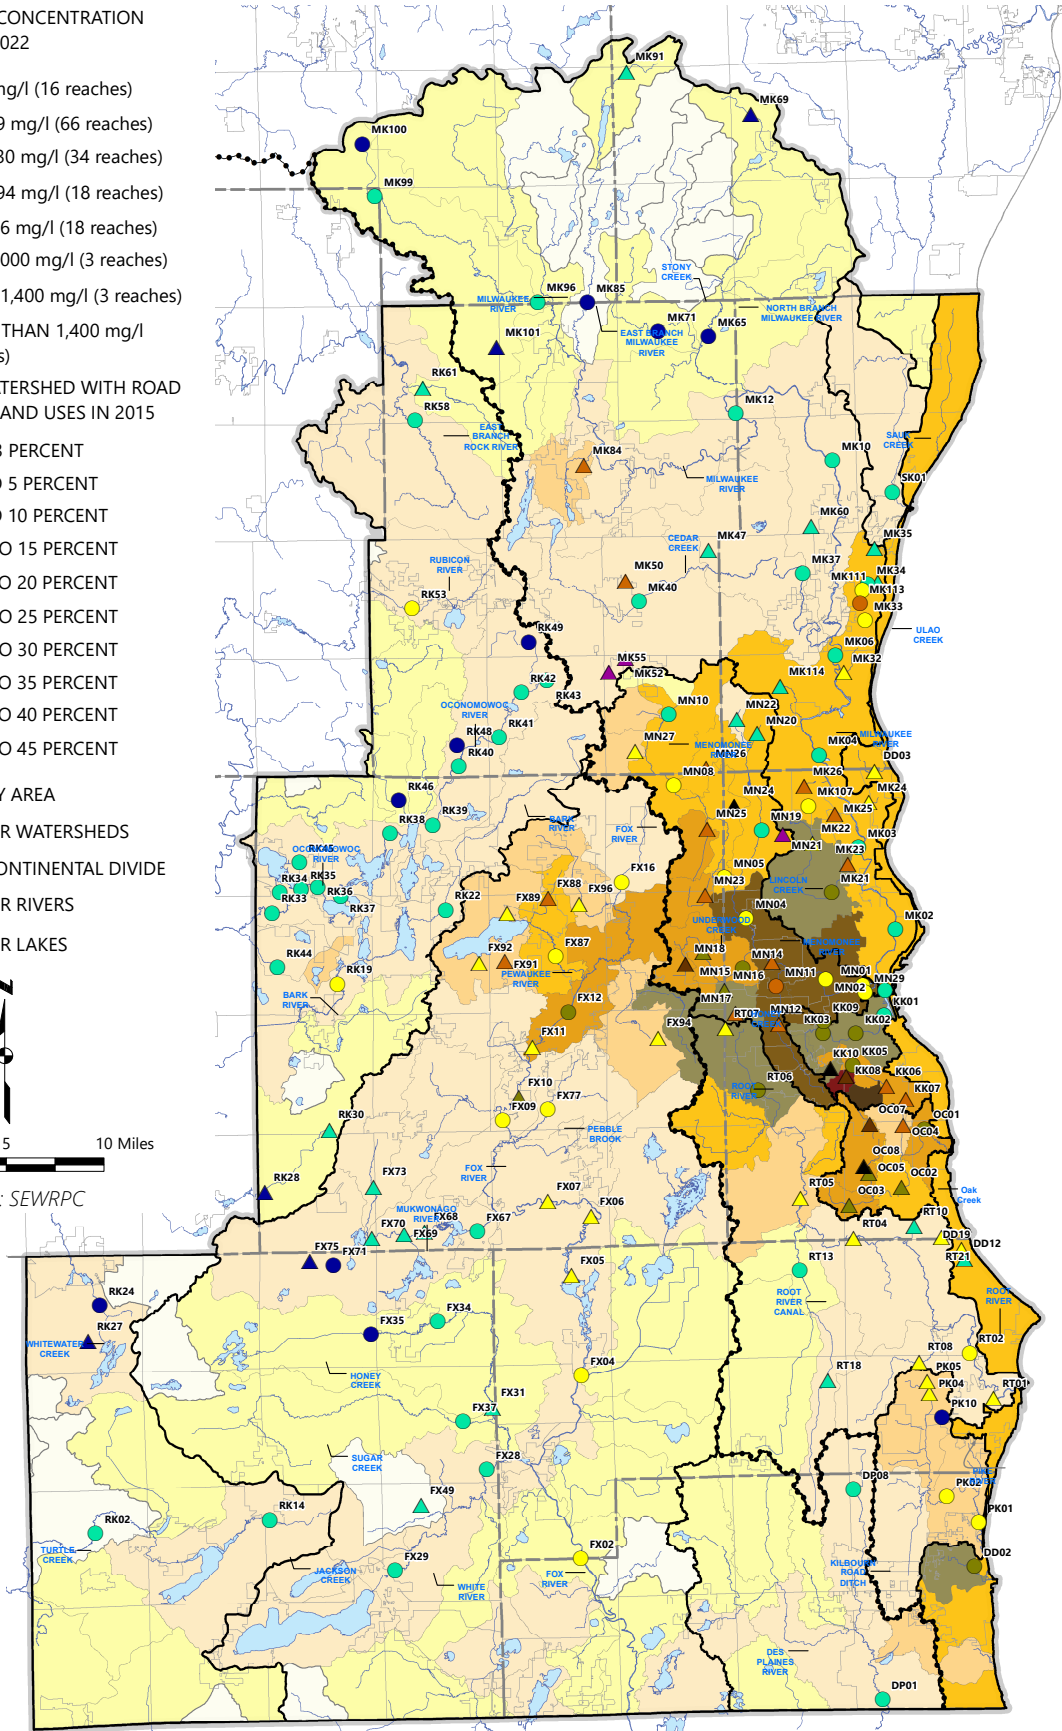 CONCENTRATION
022
mg/l (16 reaches)
9 mg/l (66 reaches)
30 mg/l (34 reaches)
94 mg/l (18 reaches)
6 mg/l (18 reaches)
000 mg/l (3 reaches)
1,400 mg/l (3 reaches)
THAN 1,400 mg/l
s)
ATERSHED WITH ROAD
AND USES IN 2015
3 PERCENT
O 5 PERCENT
O 10 PERCENT
O 15 PERCENT
O 20 PERCENT
O 25 PERCENT
O 30 PERCENT
O 35 PERCENT
O 40 PERCENT
O 45 PERCENT
Y AREA
R WATERSHEDS
ONTINENTAL DIVIDE
R RIVERS
R LAKES
5
10 Miles
: SEWRPC
MK91
MK69
MK100
MK99
STONY
CREEK
MK96
MK85
MILWAUKEE
RIVER
NORTH BRANCH
MILWAUKEE RIVER
MK71
MK65
EAST BRANCH
MILWAUKEE
RIVER
MK101
RK61
RK58
MK12
EAST
BRANCH
ROCK RIVER
SAUK
CREEK
MK84
MK10
MILWAUKEE
RIVER
SK01
MK60
MK35
CEDAR
CREEK
MK47
RUBICON
RIVER
MK50
MK37
MK34
MK111
MK113
RK53
MK40
MK33
ULAO
CREEK
RK49
MK06
MK55
MK32
MK52
MK114
RK42
RK43
OCONOMOWOC
RIVER
MN10
MN22
RK41
MN20
RK48
MN27
MENOMONEE
RIVER
MN26
MK04
MILWAUKEE
RIVER
RK40
DD03
MN08
MK26
RK46
MN24
MK107
MK24
RK39
BARK
RIVER
FOX
RIVER
MN25
MN19
MK25
RK38
MK22
MK03
RK45
OCONOMOWOC
RIVER
MN21
MK23
FX16
MN05
MK21
RK35
RK34
FX88
FX96
MN23
LINCOLN
CREEK
RK36
RK33
FX89
MN04
RK22
RK37
UNDERWOOD
CREEK
MK02
FX92
FX87
MENOMONEE
RIVER
RK44
FX91
PEWAUKEE
RIVER
MN18
MN14
RK19
MN15
MN16
MN11
MN01
MN29
MN02
BARK
RIVER
FX12
MN17
MN12
KK09
KK01
RT07
KK03
KK02
FX11
FX94
KK10
KK05
KK08
KK06
FX10
RT06
ROOT
RIVER
KK07
FX09
FX77
OC07
OC01
RK30
PEBBLE
BROOK
OC04
OC08
FOX
RIVER
OC05
RK28
FX73
OC02
FX07
FX06
RT05
OC03
Oak
Creek
MUKWONAGO
RIVER
FX70
FX68
FX67
RT04
RT10
FX69
DD19
FX75
FX71
DD12
RT13
RT21
FX05
RK24
ROOT
RIVER
CANAL
ROOT
RIVER
FX34
RK27
FX35
WHITEWATER
CREEK
RT02
RT08
FX04
RT18
PK05
HONEY
CREEK
PK04
RT01
FX31
PK10
FX37
SUGAR
CREEK
FX28
DP08
PIKE
RIVER
PK02
FX49
RK14
PK01
RK02
TURTLE
CREEK
FX02
DD02
JACKSON
CREEK
FX29
WHITE
RIVER
FOX
RIVER
KILBOURN
ROAD
DITCH
DES
PLAINES
RIVER
DP01